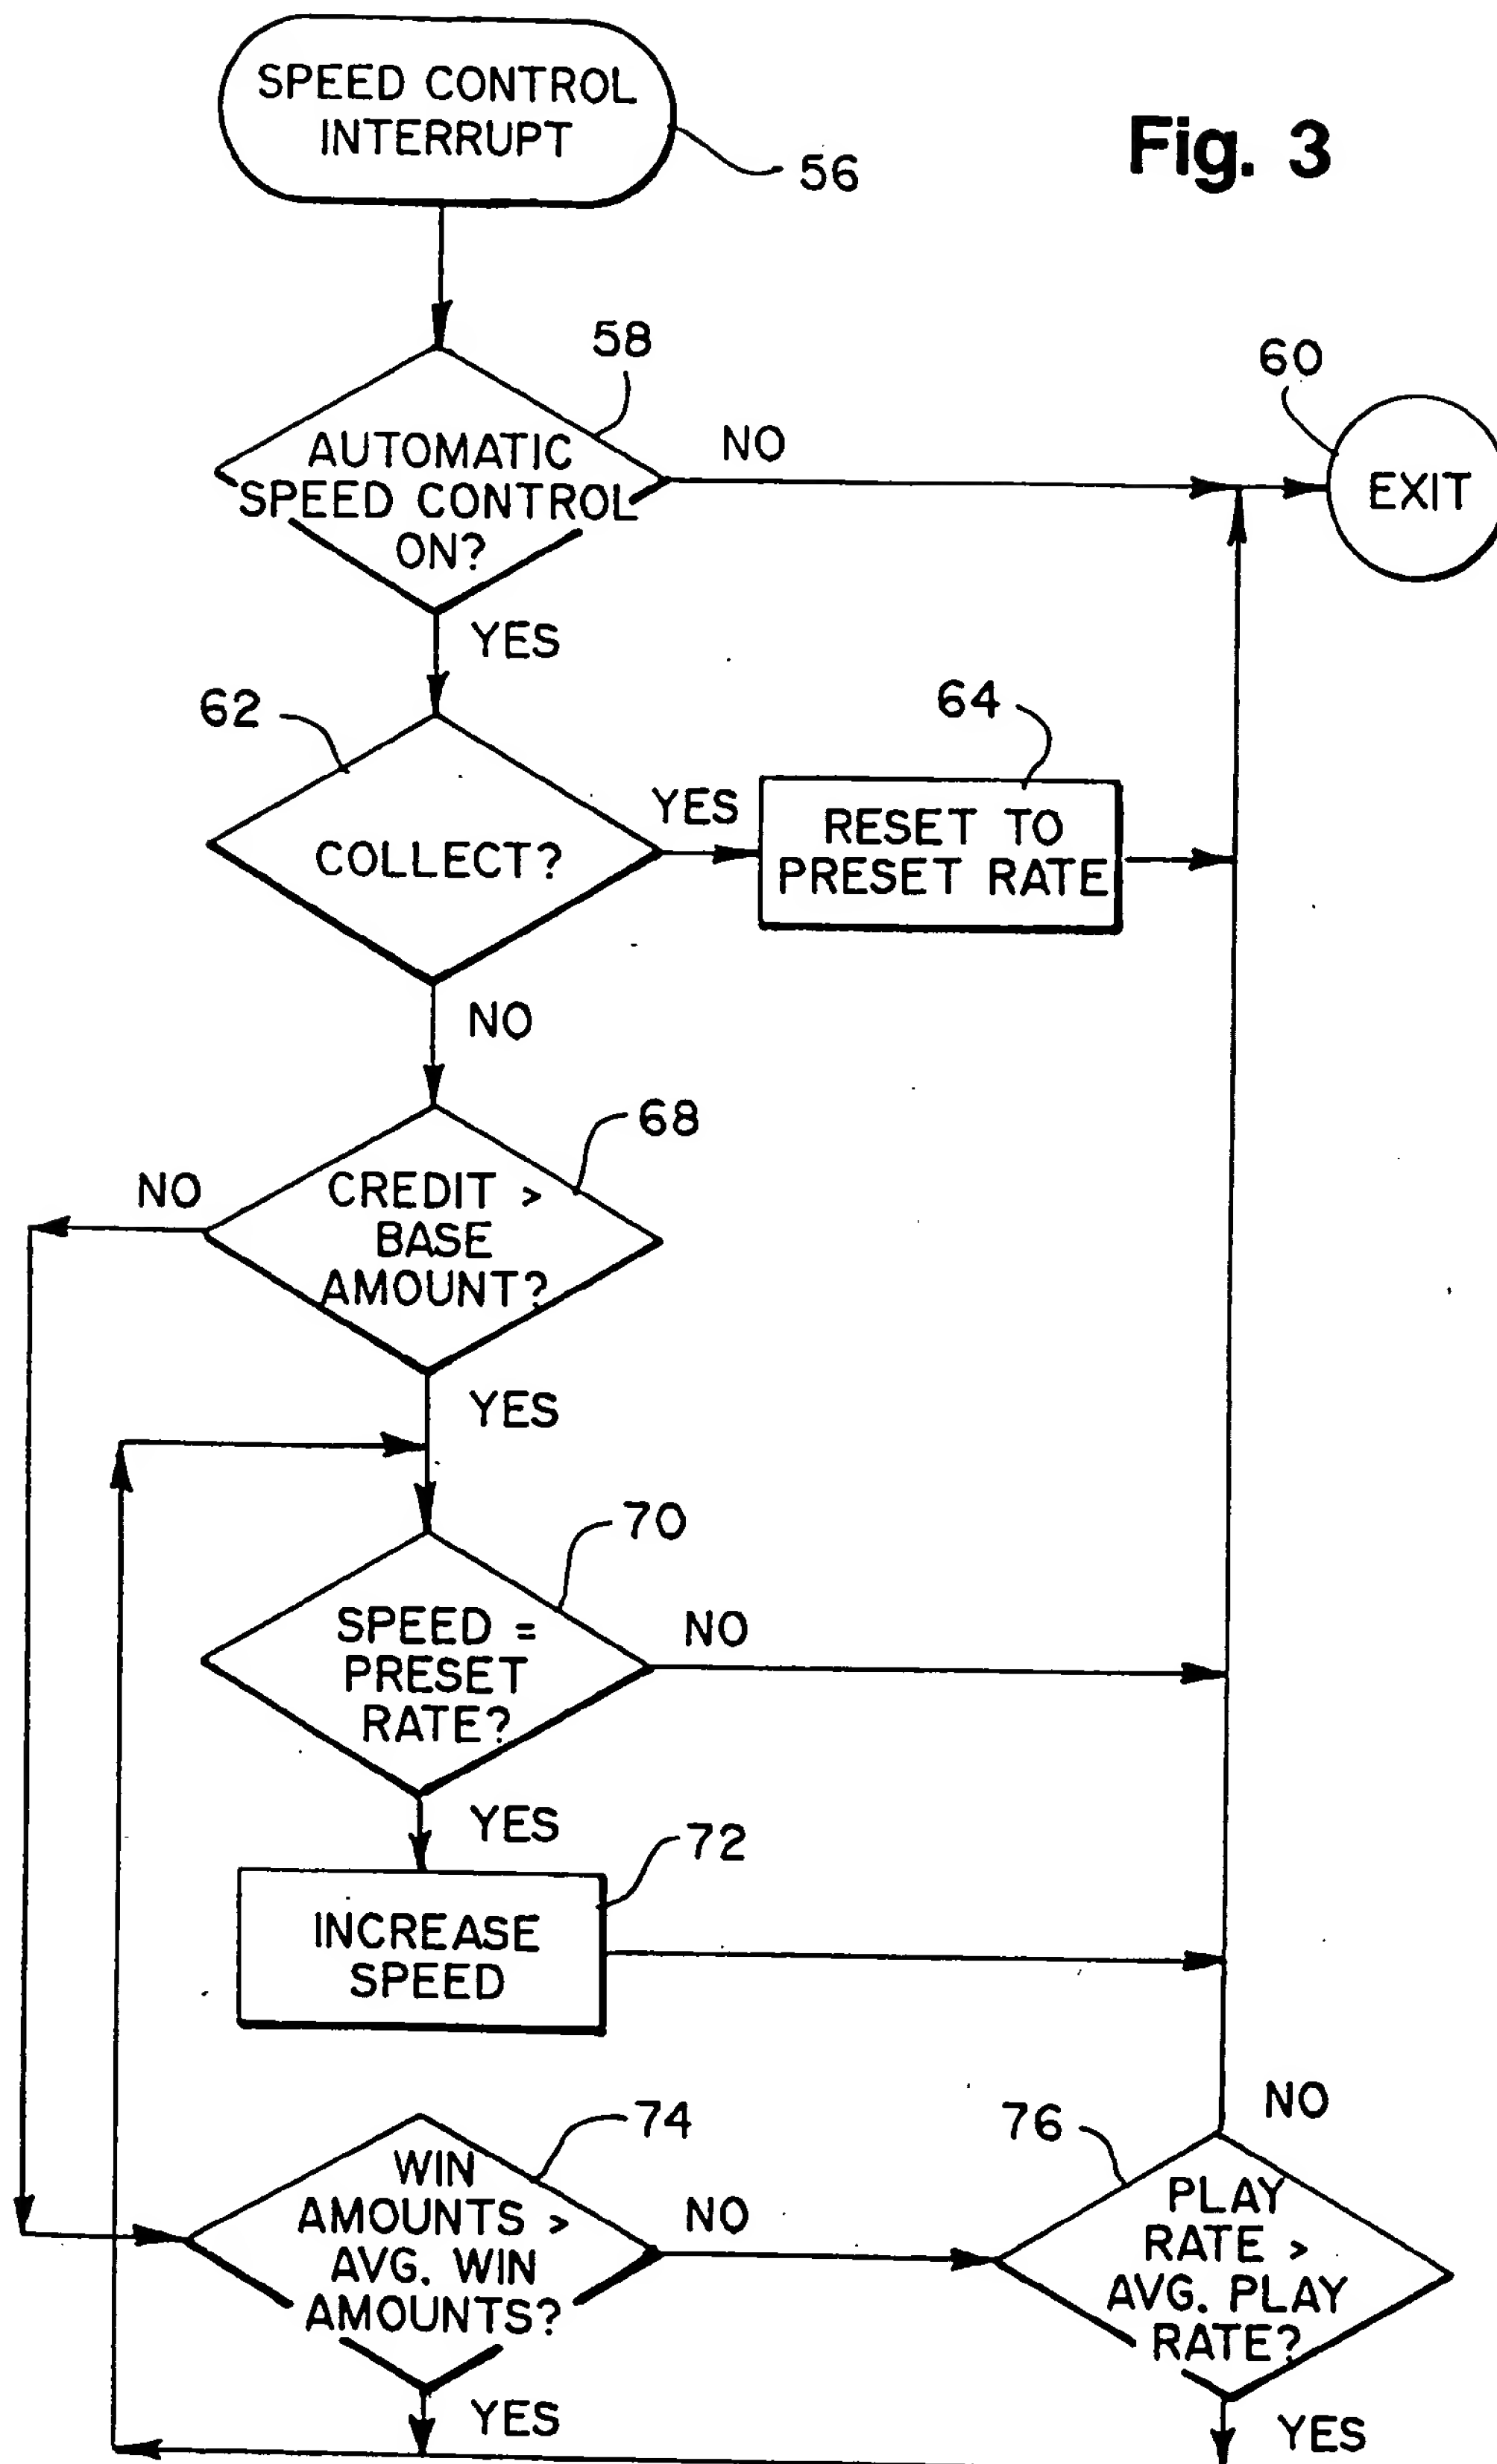 SPEED CONTROL
INTERRUPT
56
Fig. 3
58
AUTOMATIC
SPEED CONTROL
ON?
NO
60
EXIT
YES
62
COLLECT?
YES
64
RESET TO
PRESET RATE
NO
68
NO
CREDIT >
BASE
AMOUNT?
YES
70
SPEED =
PRESET
RATE?
NO
YES
72
INCREASE
SPEED
74
WIN
AMOUNTS >
AVG. WIN
AMOUNTS?
NO
YES
76
NO
PLAY
RATE >
AVG. PLAY
RATE?
YES